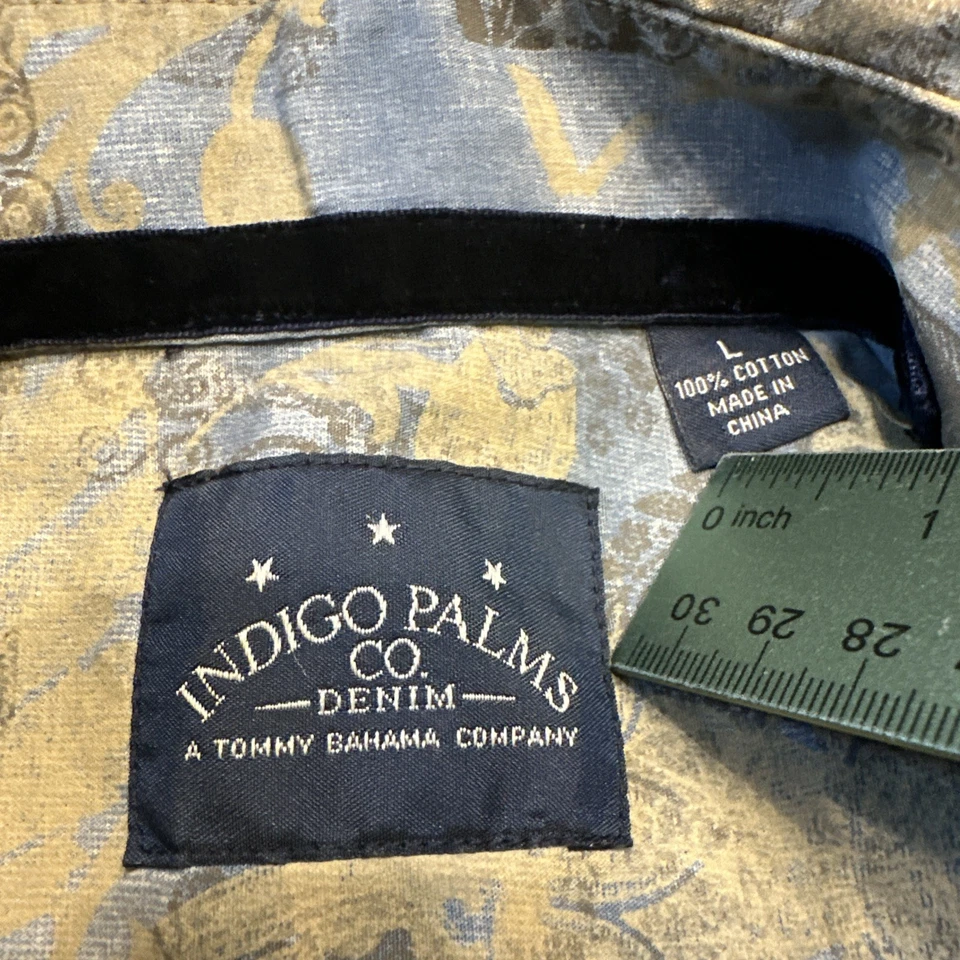 L
100% COTTON
MADE IN
CHINA
INDIGO PALMS
CO.
DENIM
A TOMMY BAHAMA COMPANY
0 inch 1
30 29 28